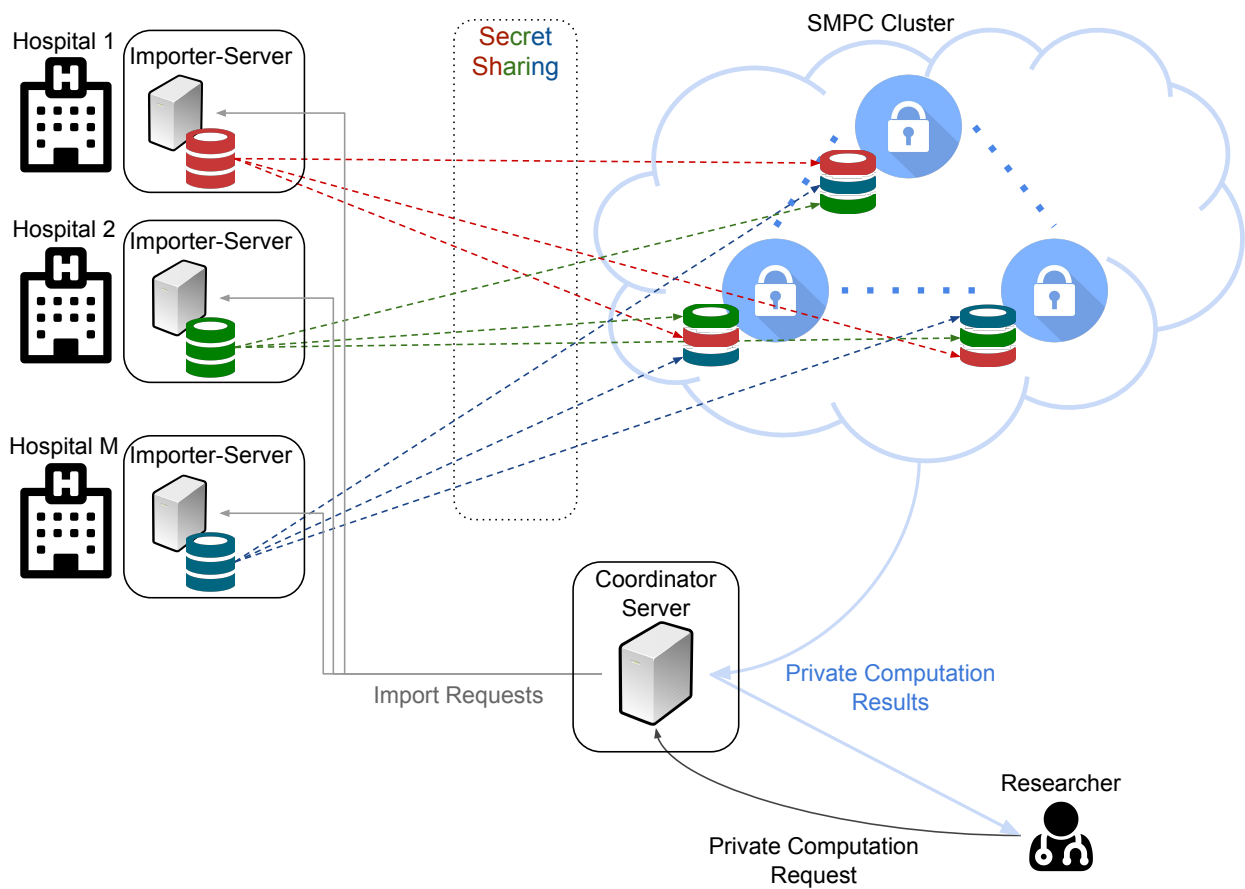 SMPC Cluster
Hospital 1
Importer-Server
Secret
Sharing
Hospital 2
Importer-Server
Hospital M
Importer-Server
Coordinator
Server
Import Requests
Private Computation
Results
Researcher
Private Computation
Request